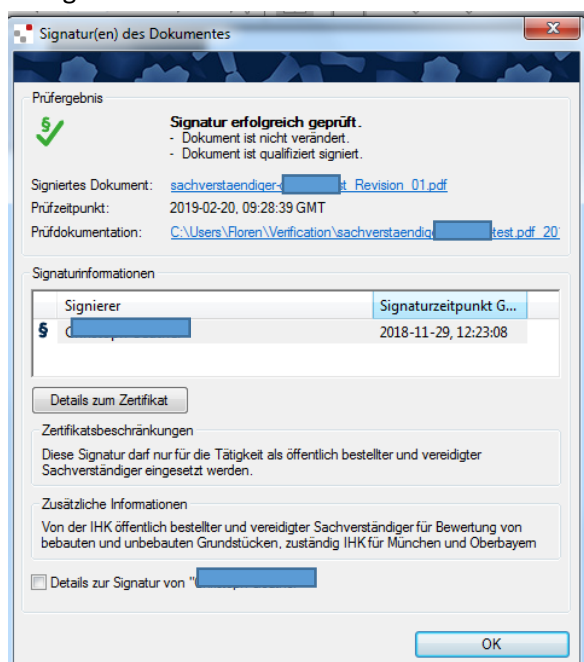 Signatur(en) des Dokumentes
Prüfergebnis
Signatur erfolgreich geprüft.
- Dokument ist nicht verändert.
- Dokument ist qualifiziert signiert.
Signiertes Dokument: sachverstaendiger- st_Revision_01.pdf
Prüfzeitpunkt: 2019-02-20, 09:28:39 GMT
Prüfdokumentation: C:\Users\Floren\Verification\sachverstaendig test.pdf_20
Signaturinformationen
Signierer Signaturzeitpunkt G...
§ 2018-11-29, 12:23:08
Details zum Zertifikat
Zertifikatsbeschränkungen
Diese Signatur darf nur für die Tätigkeit als öffentlich bestellter und vereidigter
Sachverständiger eingesetzt werden.
Zusätzliche Informationen
Von der IHK öffentlich bestellter und vereidigter Sachverständiger für Bewertung von
bebauten und unbebauten Grundstücken, zuständig IHK für München und Oberbayern
Details zur Signatur von "
OK